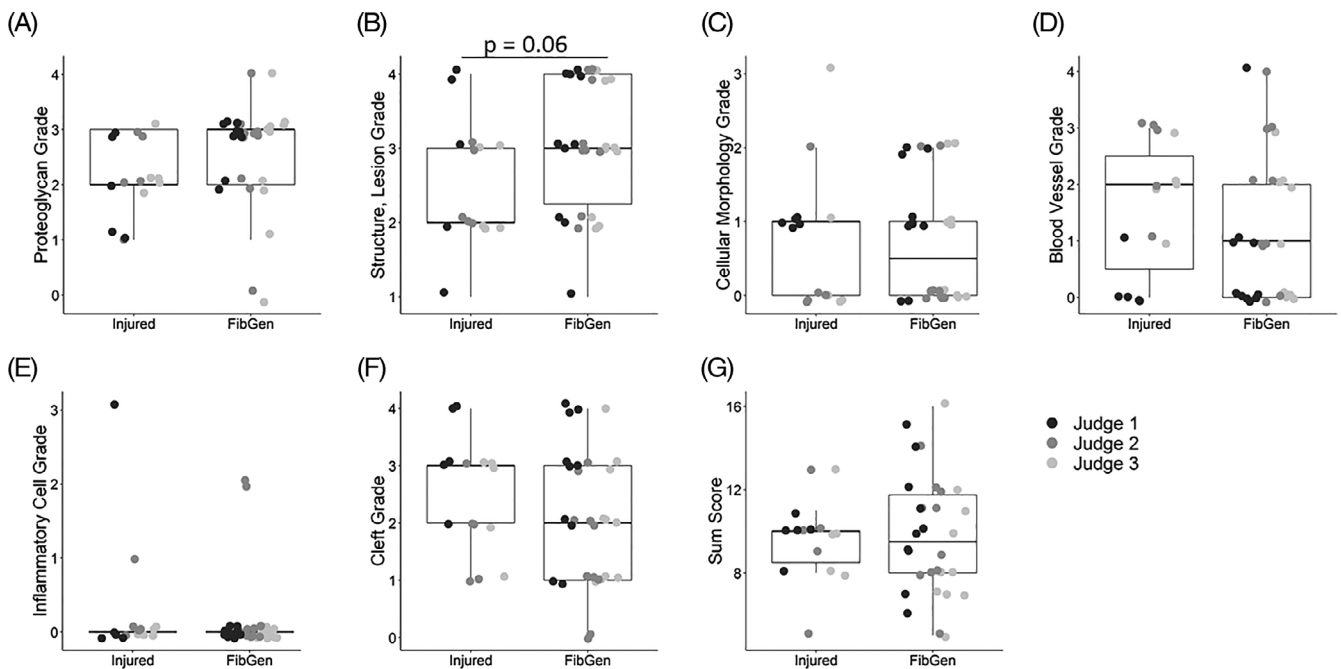 (A)
Proteoglycan Grade
4
3
2
1
0
Injured FibGen
(B)
p = 0.06
Structure, Lesion Grade
4
3
2
1
Injured FibGen
(C)
Cellular Morphology Grade
3
2
1
0
Injured FibGen
(D)
Blood Vessel Grade
4
3
2
1
0
Injured FibGen
(E)
Inflammatory Cell Grade
3
2
1
0
Injured FibGen
(F)
Cleft Grade
4
3
2
1
0
Injured FibGen
(G)
Sum Score
16
12
8
Injured FibGen
Judge 1
Judge 2
Judge 3